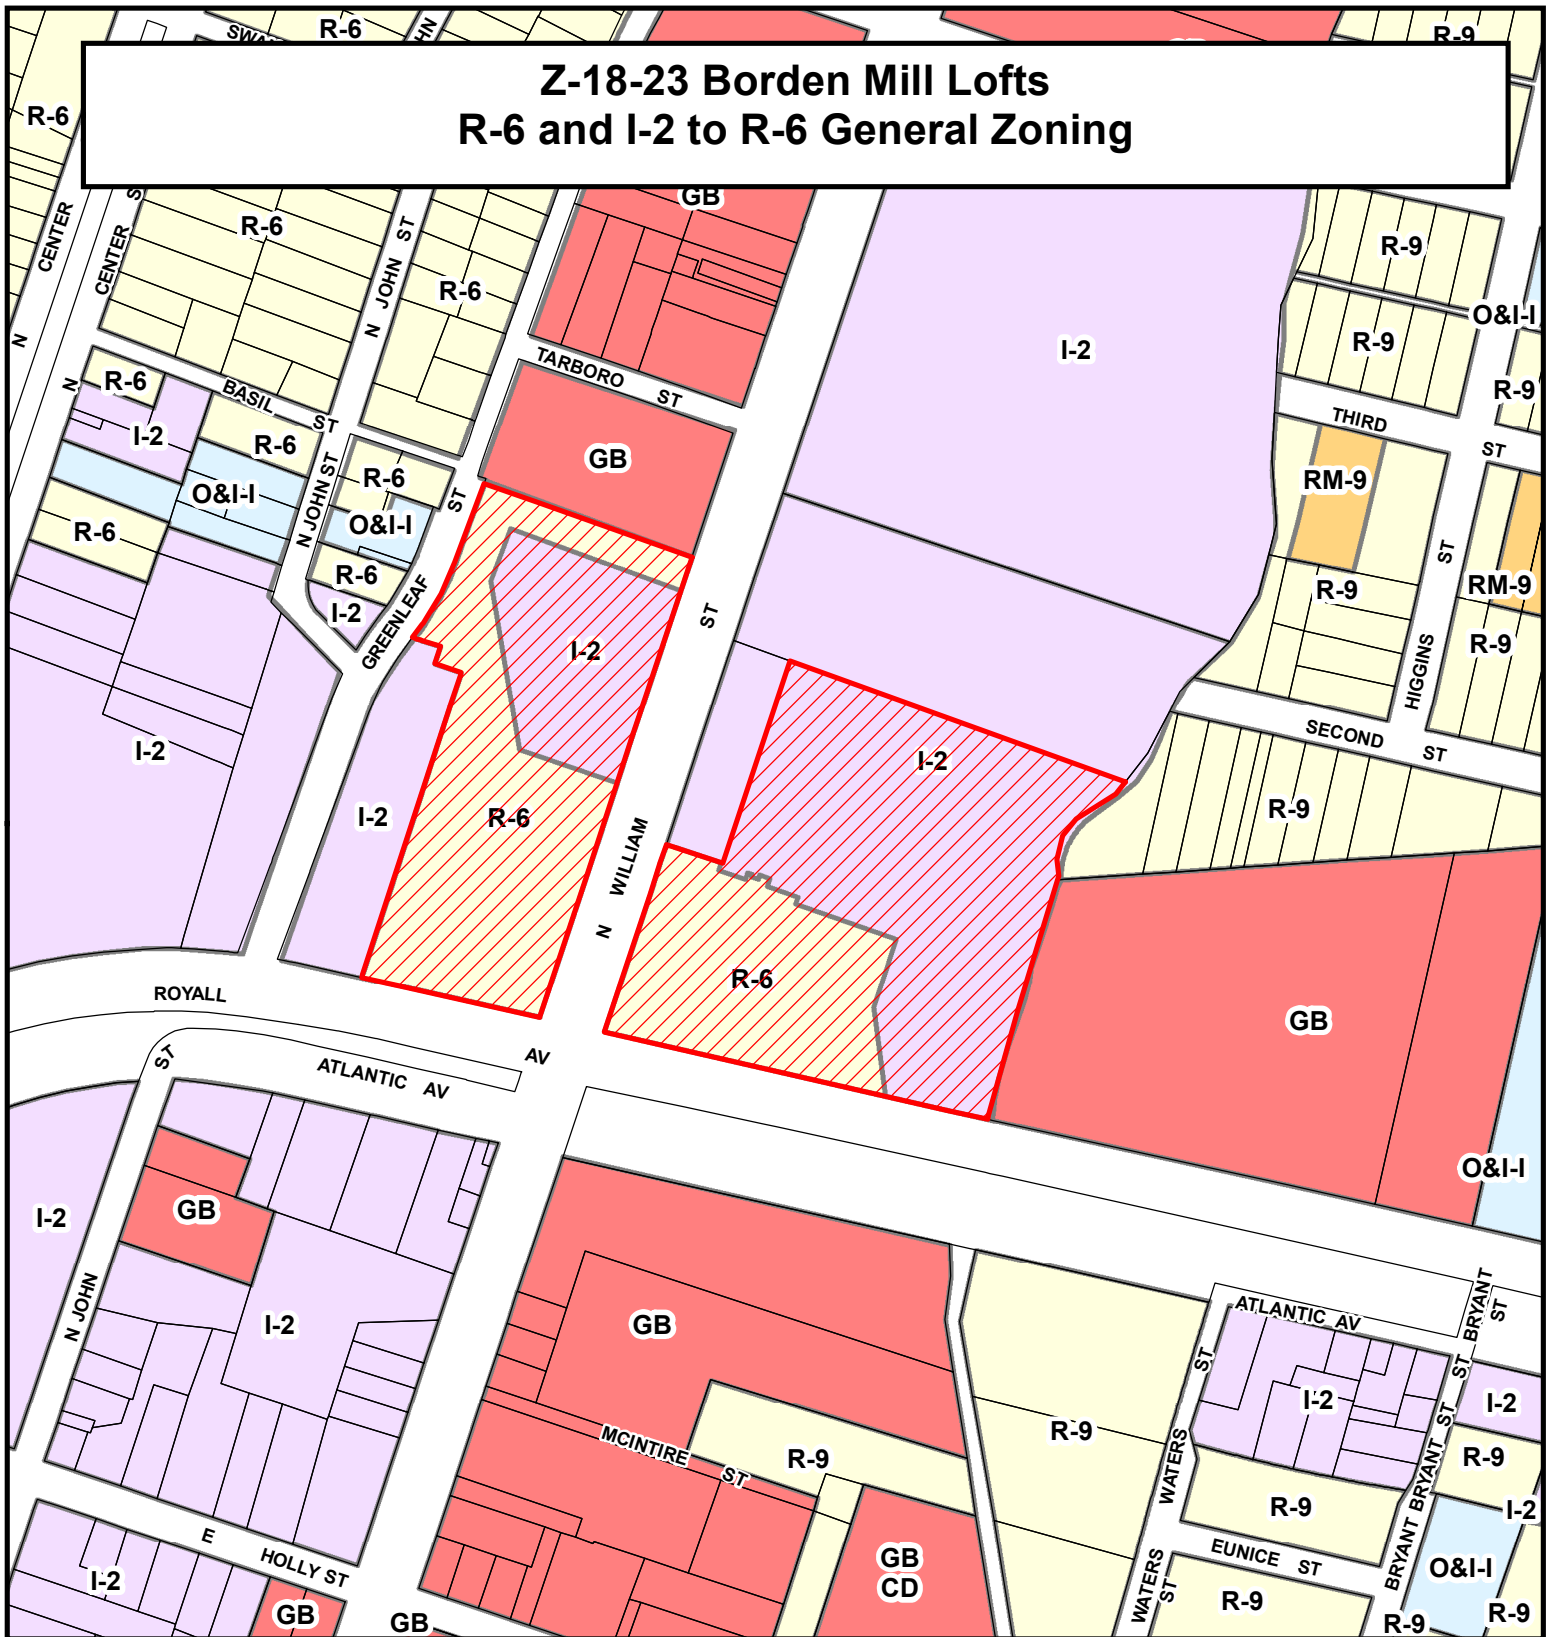 R-6
R-9
Z-18-23 Borden Mill Lofts
R-6 and I-2 to R-6 General Zoning
R-6
CENTER
N
CENTER
N
R-6
N JOHN ST
R-6
GB
I-2
R-9
O&I-I
R-9
R-9
TARBORO ST
THIRD ST
R-6
BASIL ST
I-2
R-6
O&I-I
R-6
N JOHN ST
R-6
O&I-I
R-6
I-2
GREENLEAF ST
GB
RM-9
R-9
HIGGINS ST
RM-9
R-9
SECOND ST
R-9
I-2
I-2
I-2
R-6
N WILLIAM ST
I-2
R-6
GB
O&I-I
ROYALL AV
ATLANTIC AV
ST
N JOHN
I-2
GB
I-2
GB
MCINTIRE ST
R-9
R-9
ATLANTIC AV
BRYANT ST
WATERS ST
I-2
BRYANT ST
I-2
R-9
I-2
R-9
EUNICE ST
WATERS ST
BRYANT
O&I-I
R-9
R-9
R-9
E HOLLY ST
I-2
GB
GB
GB
CD